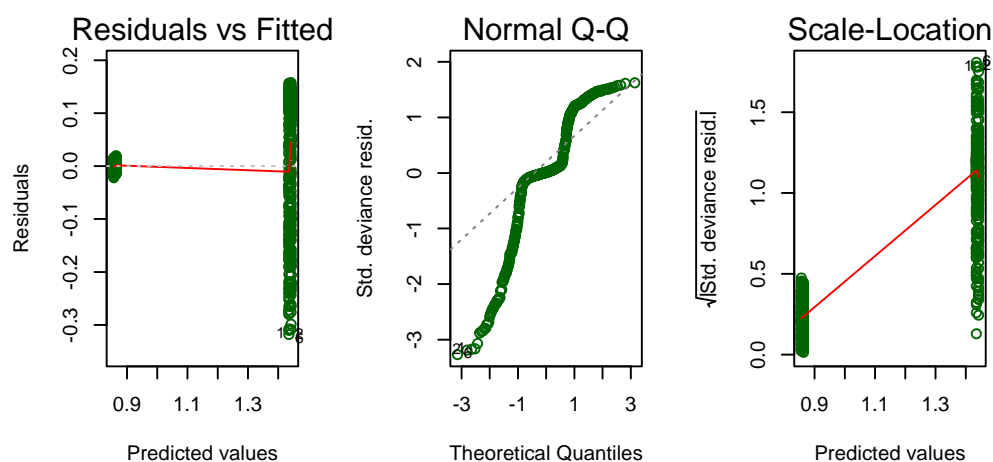 Residuals vs Fitted
Residuals
0.2
0.1
0.0
-0.1
-0.2
-0.3
0.9 1.1 1.3
Predicted values
Normal Q-Q
Std. deviance resid.
2
1
0
-1
-2
-3
-3 -1 1 3
Theoretical Quantiles
Scale-Location
√|Std. deviance resid.|
1.5
1.0
0.5
0.0
0.9 1.1 1.3
Predicted values